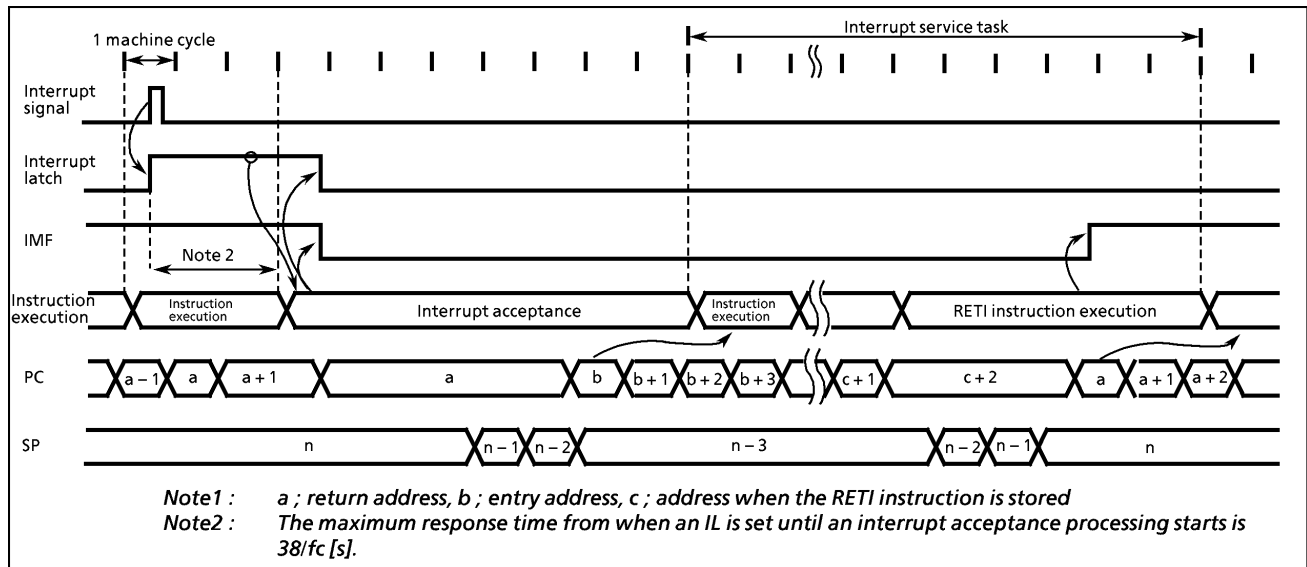 Interrupt service task
1 machine cycle
Interrupt
signal
Interrupt
latch
IMF
Note 2
Instruction
execution
Instruction
execution
Interrupt acceptance
Instruction
execution
RETI instruction execution
PC
a – 1
a
a + 1
a
b
b + 1
b + 2
b + 3
c + 1
c + 2
a
a + 1
a + 2
SP
n
n – 1
n – 2
n – 3
n – 2
n – 1
n
Note1 : a ; return address, b ; entry address, c ; address when the RETI instruction is stored
Note2 : The maximum response time from when an IL is set until an interrupt acceptance processing starts is
38/fc [s].